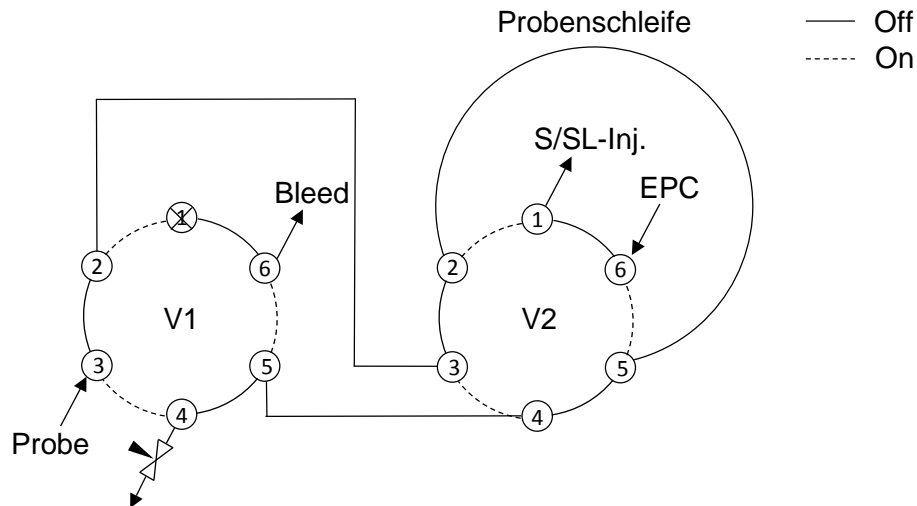 Probenschleife
Off
On
S/SL-Inj.
EPC
Bleed
1
2
6
V1
3
5
4
Probe
1
2
6
V2
3
5
4